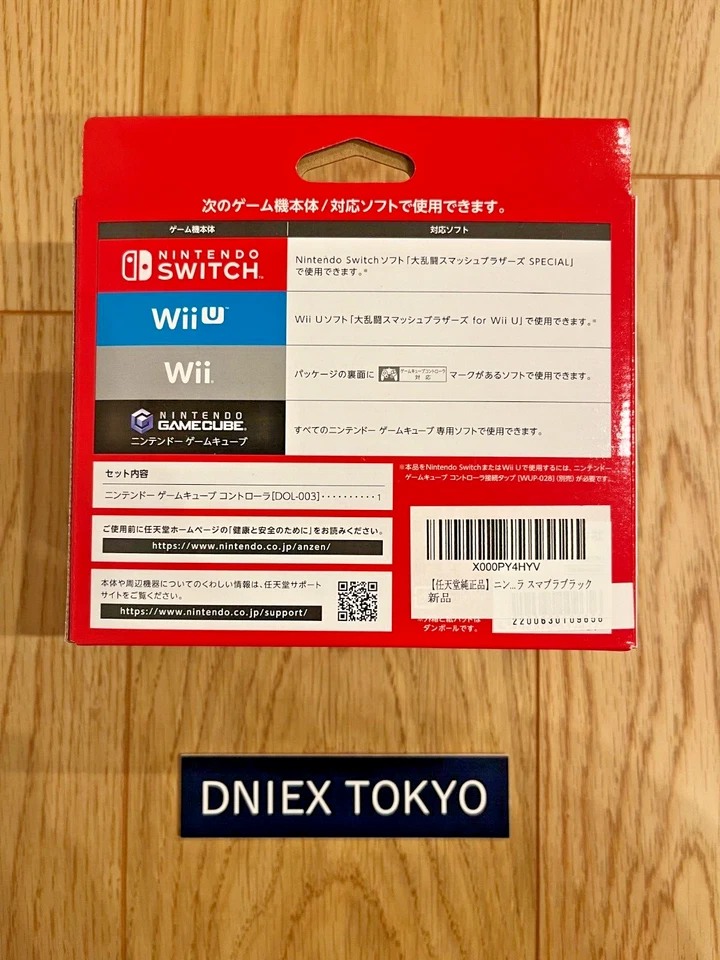 次のゲーム機本体/対応ソフトで使用できます。
ゲーム機本体
対応ソフト
NINTENDO
SWITCH™
Nintendo Switchソフト「大乱闘スマッシュブラザーズ SPECIAL」
で使用できます。※
Wii U™
Wii Uソフト「大乱闘スマッシュブラザーズ for Wii U」で使用できます。※
Wii.
パッケージの裏面に ゲームキューブコントローラ 対応 マークがあるソフトで使用できます。
NINTENDO
GAMECUBE™
ニンテンドー ゲームキューブ
すべてのニンテンドー ゲームキューブ 専用ソフトで使用できます。
セット内容
ニンテンドー ゲームキューブ コントローラ[DOL-003]··········1
※本品をNintendo SwitchまたはWii Uで使用するには、ニンテンドー
ゲームキューブ コントローラ接続タップ [WUP-028] (別売) が必要です。
ご使用前に任天堂ホームページの「健康と安全のために」をお読みください。
https://www.nintendo.co.jp/anzen/
本体や周辺機器についてのくわしい情報は、任天堂サポート
サイトをご覧ください。
https://www.nintendo.co.jp/support/
X000PY4HYV
【任天堂純正品】ニン...ラ スマブラブラック
新品
ダンボールです。
DNIEX TOKYO